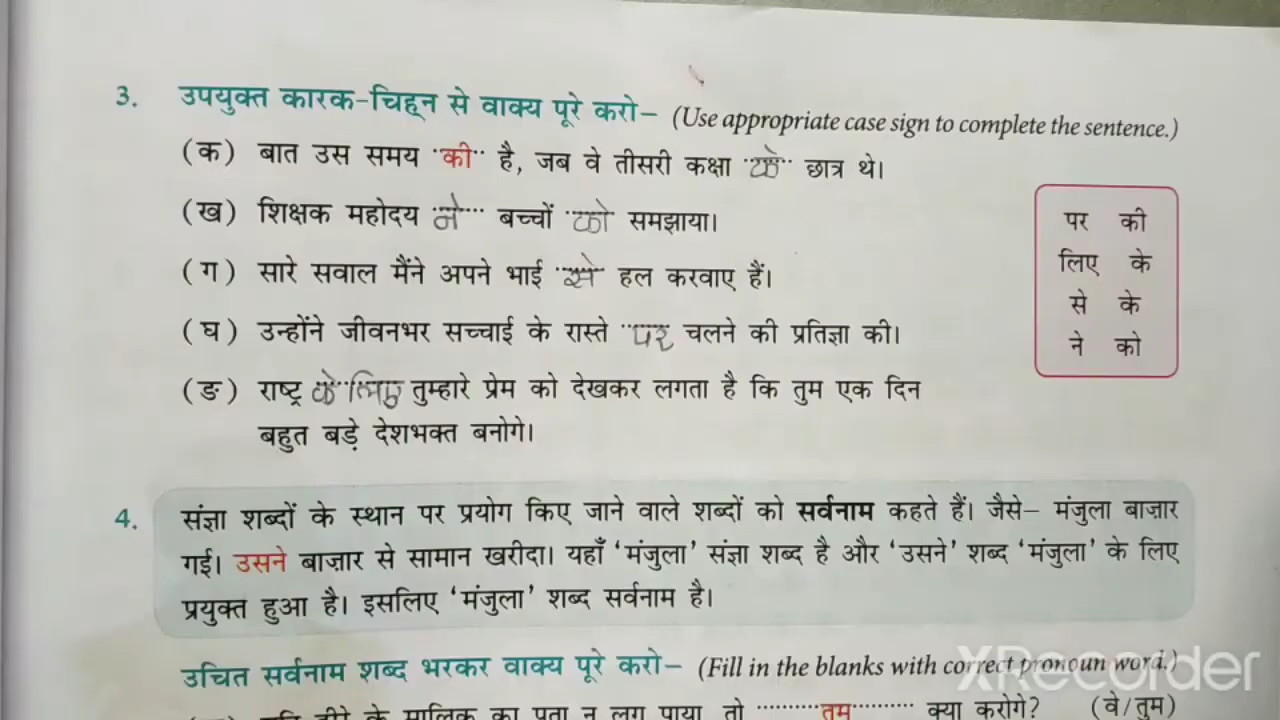 3. उपयुक्त कारक-चिह्न से वाक्य पूरे करो– (Use appropriate case sign to complete the sentence.)
(क) बात उस समय की है, जब वे तीसरी कक्षा के छात्र थे।
(ख) शिक्षक महोदय ने बच्चों को समझाया।
(ग) सारे सवाल मैंने अपने भाई से हल करवाए हैं।
(घ) उन्होंने जीवनभर सच्चाई के रास्ते पर चलने की प्रतिज्ञा की।
(ङ) राष्ट्र के लिए तुम्हारे प्रेम को देखकर लगता है कि तुम एक दिन
बहुत बड़े देशभक्त बनोगे।
पर की
लिए के
से के
ने को
4. संज्ञा शब्दों के स्थान पर प्रयोग किए जाने वाले शब्दों को सर्वनाम कहते हैं। जैसे– मंजुला बाज़ार
गई। उसने बाज़ार से सामान खरीदा। यहाँ ‘मंजुला’ संज्ञा शब्द है और ‘उसने’ शब्द ‘मंजुला’ के लिए
प्रयुक्त हुआ है। इसलिए ‘मंजुला’ शब्द सर्वनाम है।
उचित सर्वनाम शब्द भरकर वाक्य पूरे करो– (Fill in the blanks with correct pronoun word.)
के मालिक का पता न लग पाया, तो तुम क्या करोगे? (वे/तुम)
XRecorder